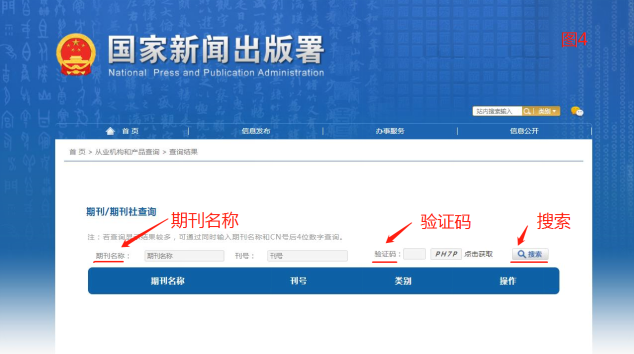 图4
国家新闻出版署
National Press and Publication Administration
站内搜索输入 类别
首 页 信息发布 办事服务 信息公开
首 页 > 从业机构和产品查询 > 查询结果
期刊/期刊社查询
期刊名称 验证码 搜索
注：若查询显示结果较多，可通过同时输入期刊名称和CN号后4位数字查询。
期刊名称： 期刊名称 刊号： 刊号 验证码： PH7P 点击获取 搜索
期刊名称 刊号 类别 操作